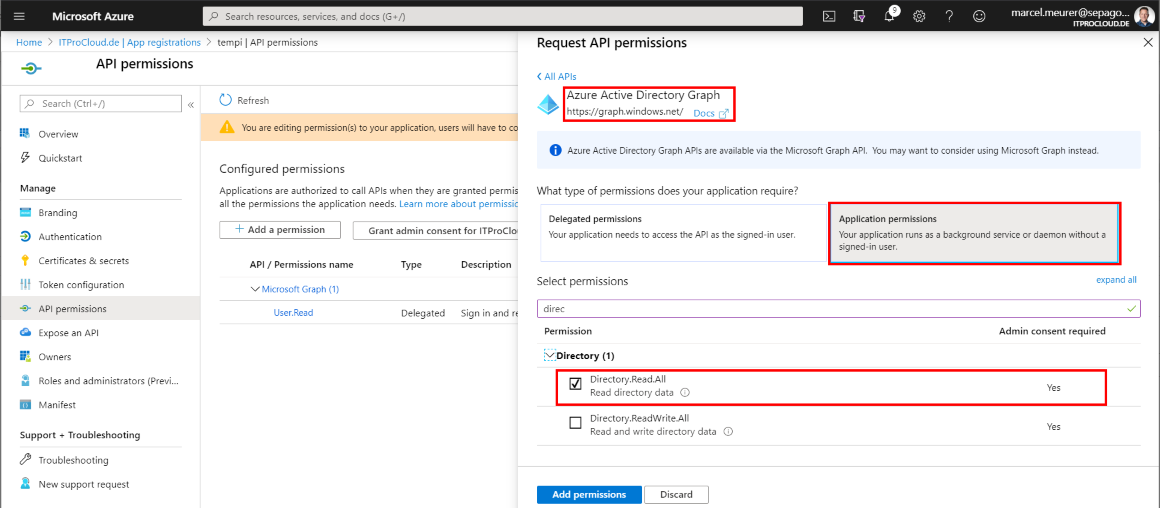 Microsoft Azure
Search resources, services, and docs (G+/)
9
marcel.meurer@sepago...
ITPROCLOUD.DE
Home > ITProCloud.de | App registrations > tempi | API permissions
API permissions
Search (Ctrl+/)
«
Overview
Quickstart
Manage
Branding
Authentication
Certificates & secrets
Token configuration
API permissions
Expose an API
Owners
Roles and administrators (Previ...
Manifest
Support + Troubleshooting
Troubleshooting
New support request
Refresh
You are editing permission(s) to your application, users will have to co
Configured permissions
Applications are authorized to call APIs when they are granted permis
all the permissions the application needs. Learn more about permissio
+ Add a permission
Grant admin consent for ITProClou
API / Permissions name Type Description
Microsoft Graph (1)
User.Read Delegated Sign in and re
Request API permissions
All APIs
Azure Active Directory Graph
https://graph.windows.net/ Docs
Azure Active Directory Graph APIs are available via the Microsoft Graph API. You may want to consider using Microsoft Graph instead.
What type of permissions does your application require?
Delegated permissions
Your application needs to access the API as the signed-in user.
Application permissions
Your application runs as a background service or daemon without a
signed-in user.
Select permissions
expand all
direc
Permission Admin consent required
Directory (1)
Directory.Read.All
Read directory data
Yes
Directory.ReadWrite.All
Read and write directory data
Yes
Add permissions
Discard